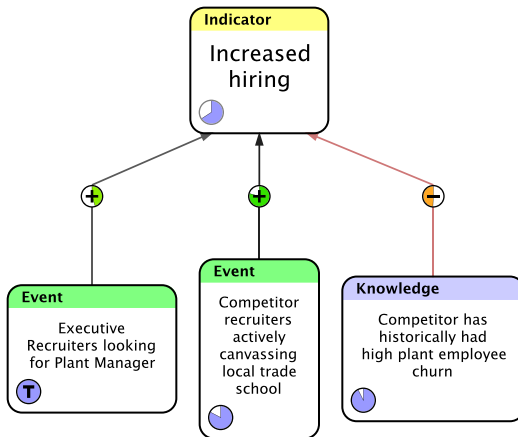 Indicator
Increased
hiring
+
+
−
Event
Executive
Recruiters looking
for Plant Manager
T
Event
Competitor
recruiters
actively
canvassing
local trade
school
Knowledge
Competitor has
historically had
high plant employee
churn